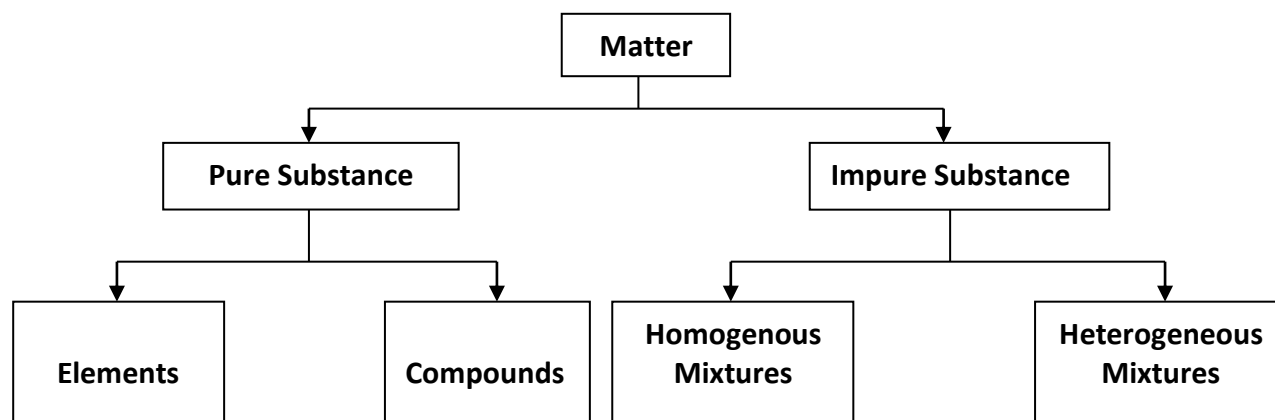 Matter
Pure Substance
Impure Substance
Elements
Compounds
Homogenous
Mixtures
Heterogeneous
Mixtures